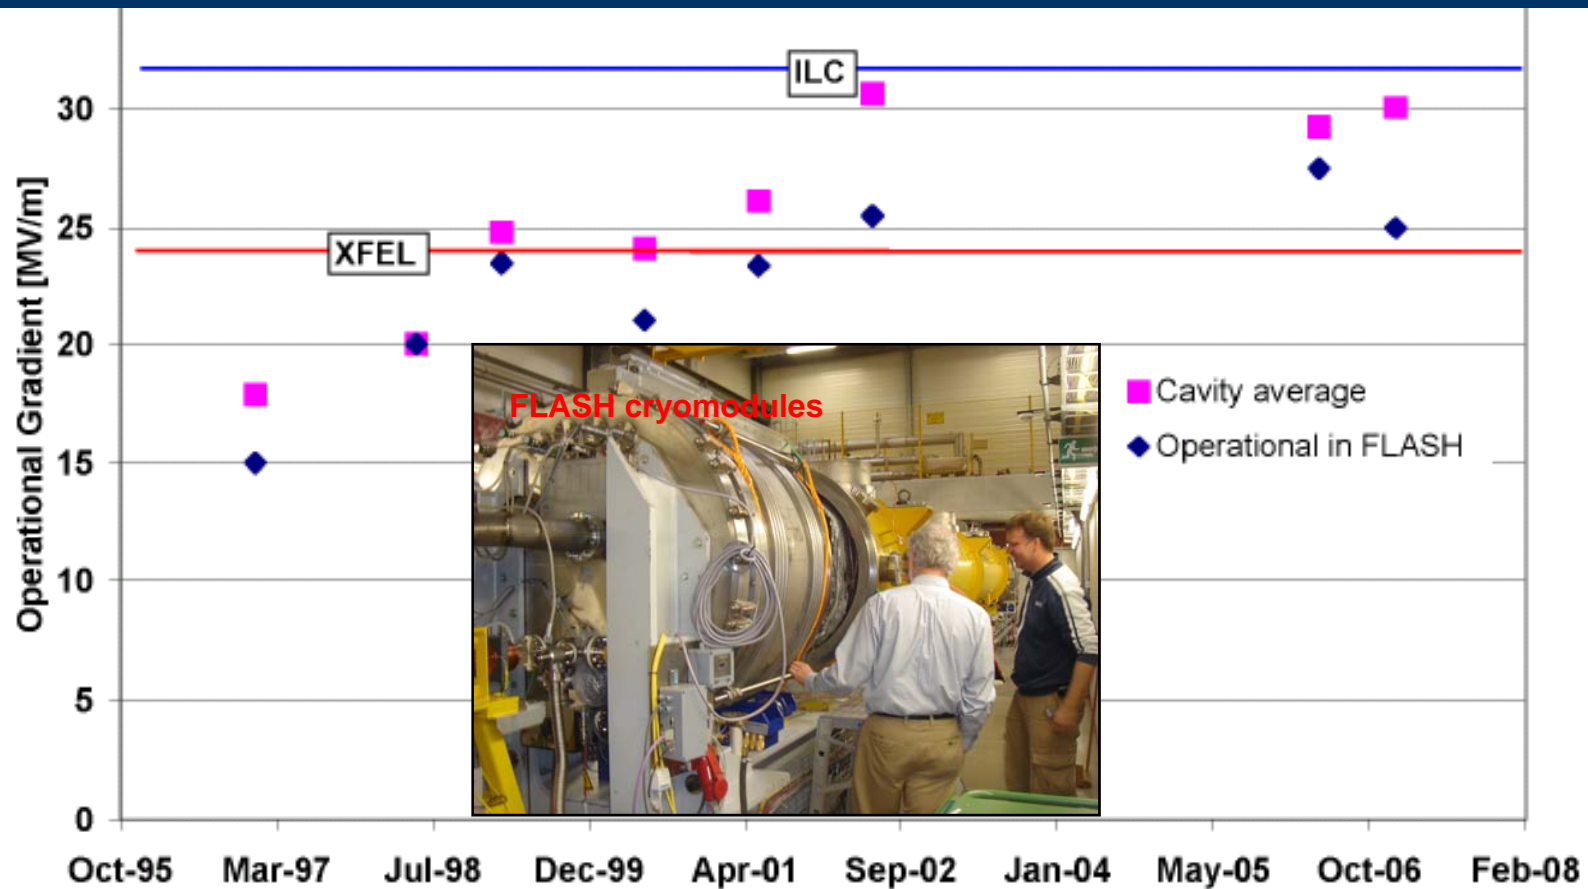 ILC
30
25
XFEL
20
15
10
5
0
Operational Gradient [MV/m]
FLASH cryomodules
Cavity average
Operational in FLASH
Oct-95 Mar-97 Jul-98 Dec-99 Apr-01 Sep-02 Jan-04 May-05 Oct-06 Feb-08